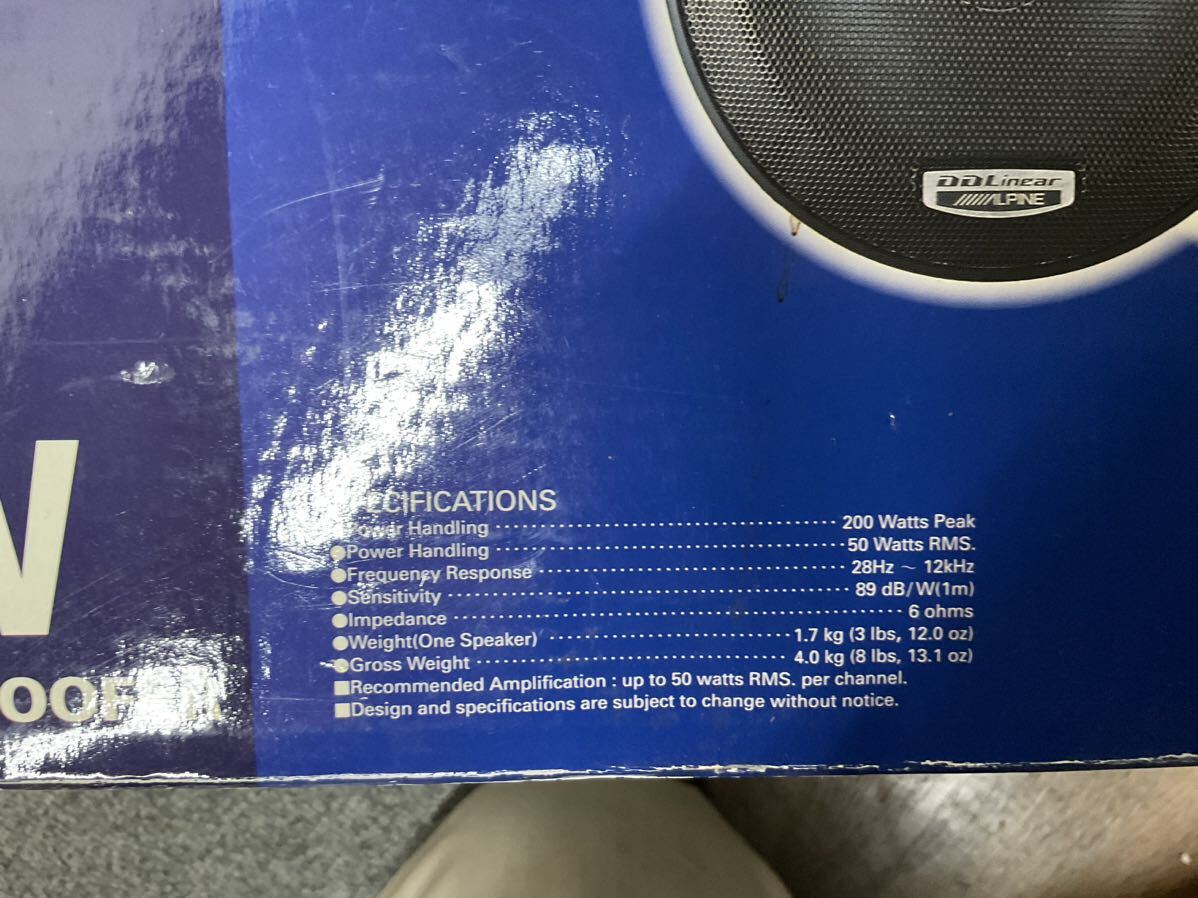 DDLinear
ALPINE
SPECIFICATIONS
Power Handling 200 Watts Peak
●Power Handling 50 Watts RMS.
●Frequency Response 28Hz ~ 12kHz
●Sensitivity 89 dB/W(1m)
●Impedance 6 ohms
●Weight(One Speaker) 1.7 kg (3 lbs, 12.0 oz)
●Gross Weight 4.0 kg (8 lbs, 13.1 oz)
■Recommended Amplification : up to 50 watts RMS. per channel.
■Design and specifications are subject to change without notice.